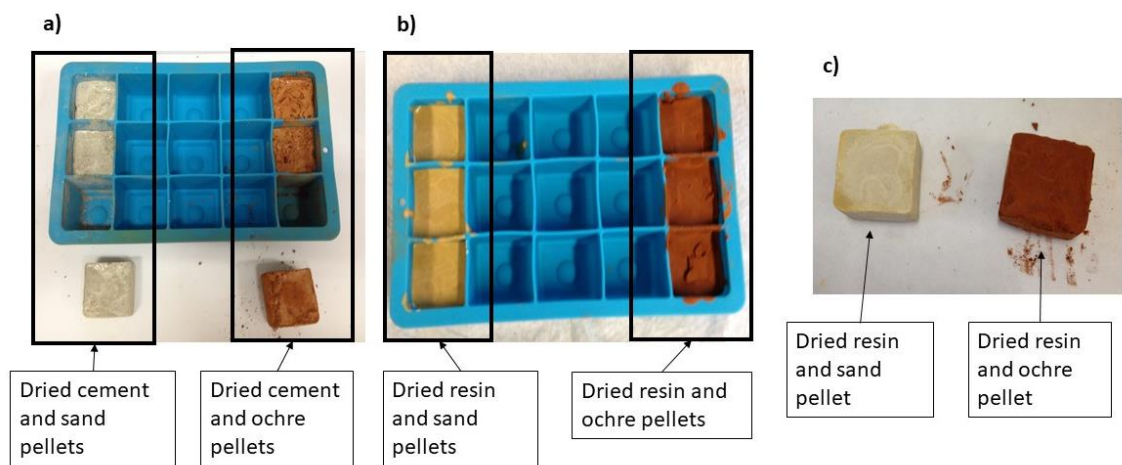 a)
b)
c)
Dried cement
and sand
pellets
Dried cement
and ochre
pellets
Dried resin
and sand
pellets
Dried resin and
ochre pellets
Dried resin
and sand
pellet
Dried resin
and ochre
pellet